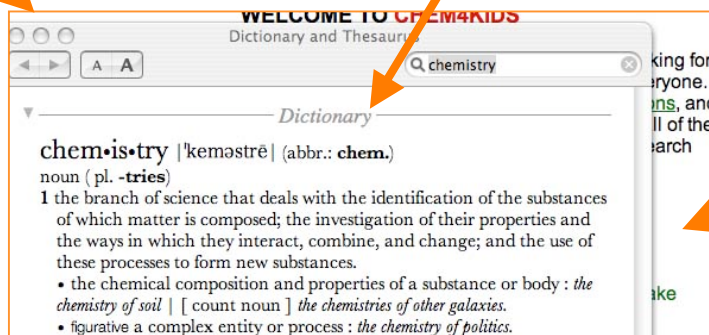 WELCOME TO CHEM4KIDS
Dictionary and Thesaurus
A A
chemistry
Dictionary
chem•is•try |ˈkeməstrē| (abbr.: chem.)
noun ( pl. -tries)
1 the branch of science that deals with the identification of the substances
of which matter is composed; the investigation of their properties and
the ways in which they interact, combine, and change; and the use of
these processes to form new substances.
• the chemical composition and properties of a substance or body : the
chemistry of soil | [ count noun ] the chemistries of other galaxies.
• figurative a complex entity or process : the chemistry of politics.
king for
ryone.
ons, and
ll of the
earch
ake